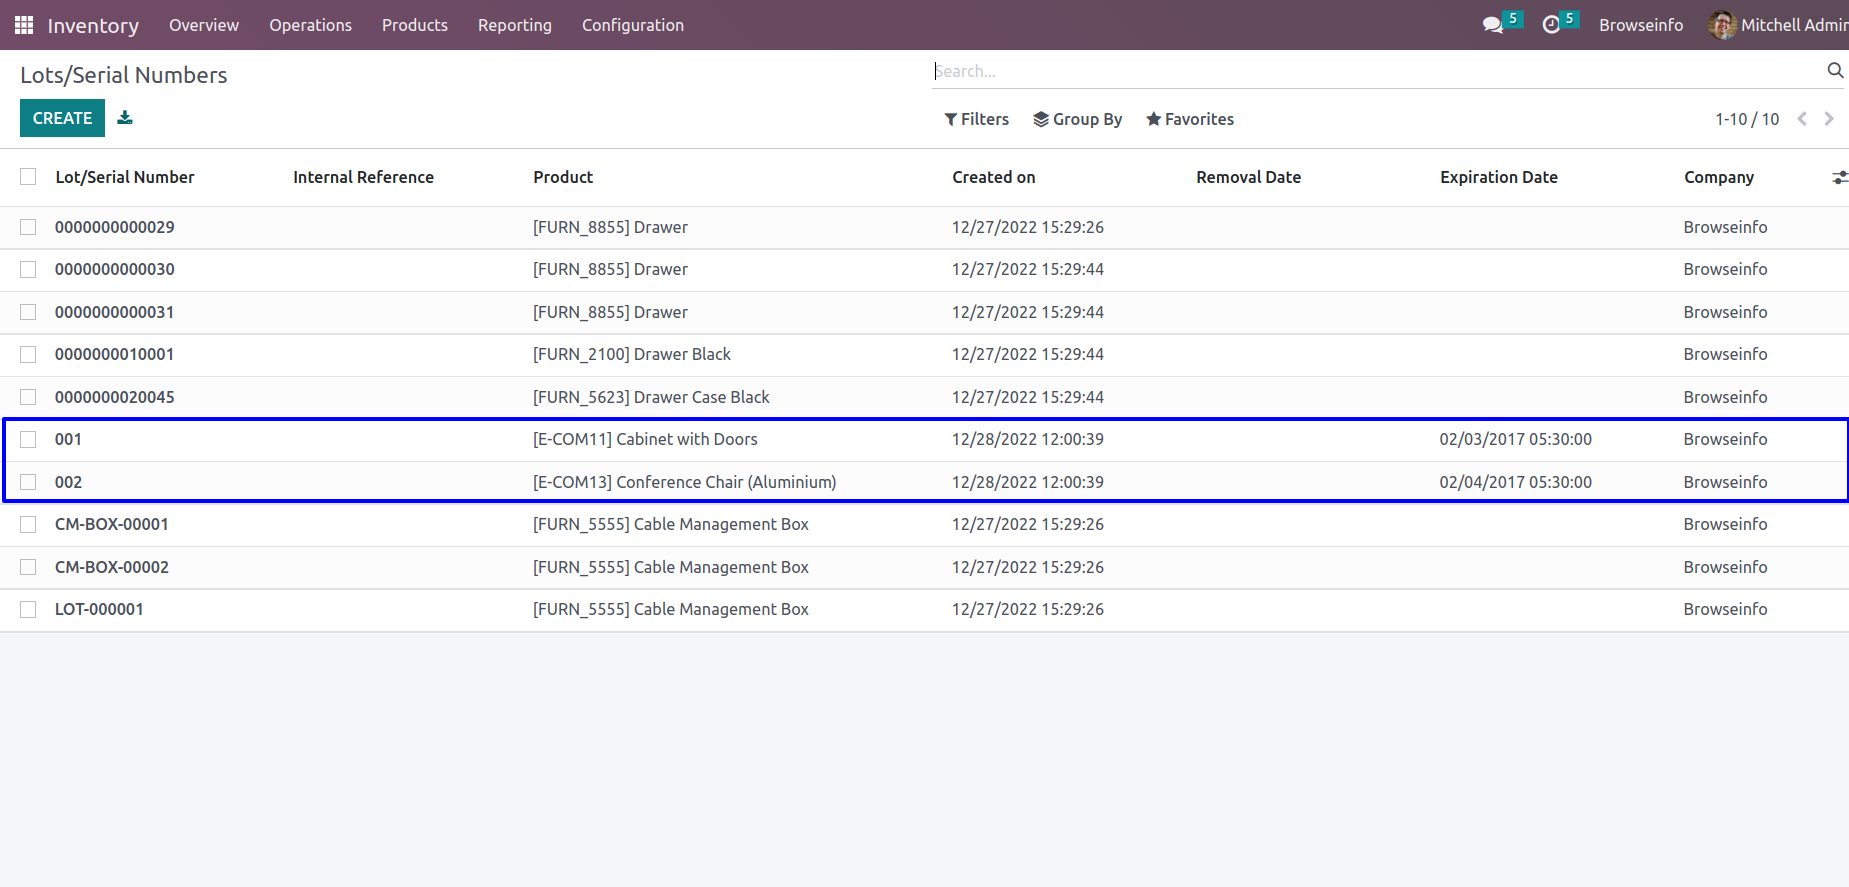 Inventory Overview Operations Products Reporting Configuration 5 5 Browseinfo Mitchell Admin
Lots/Serial Numbers Search...
CREATE Filters Group By Favorites 1-10 / 10
Lot/Serial Number Internal Reference Product Created on Removal Date Expiration Date Company
0000000000029 [FURN_8855] Drawer 12/27/2022 15:29:26 Browseinfo
0000000000030 [FURN_8855] Drawer 12/27/2022 15:29:44 Browseinfo
0000000000031 [FURN_8855] Drawer 12/27/2022 15:29:44 Browseinfo
0000000010001 [FURN_2100] Drawer Black 12/27/2022 15:29:44 Browseinfo
0000000020045 [FURN_5623] Drawer Case Black 12/27/2022 15:29:44 Browseinfo
001 [E-COM11] Cabinet with Doors 12/28/2022 12:00:39 02/03/2017 05:30:00 Browseinfo
002 [E-COM13] Conference Chair (Aluminium) 12/28/2022 12:00:39 02/04/2017 05:30:00 Browseinfo
CM-BOX-00001 [FURN_5555] Cable Management Box 12/27/2022 15:29:26 Browseinfo
CM-BOX-00002 [FURN_5555] Cable Management Box 12/27/2022 15:29:26 Browseinfo
LOT-000001 [FURN_5555] Cable Management Box 12/27/2022 15:29:26 Browseinfo